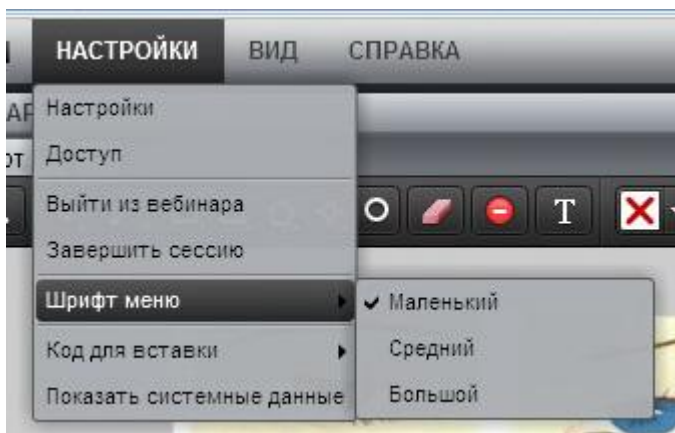 НАСТРОЙКИ ВИД СПРАВКА
Настройки
Доступ
Выйти из вебинара
Завершить сессию
Шрифт меню
Маленький
Код для вставки
Средний
Показать системные данные
Большой
T